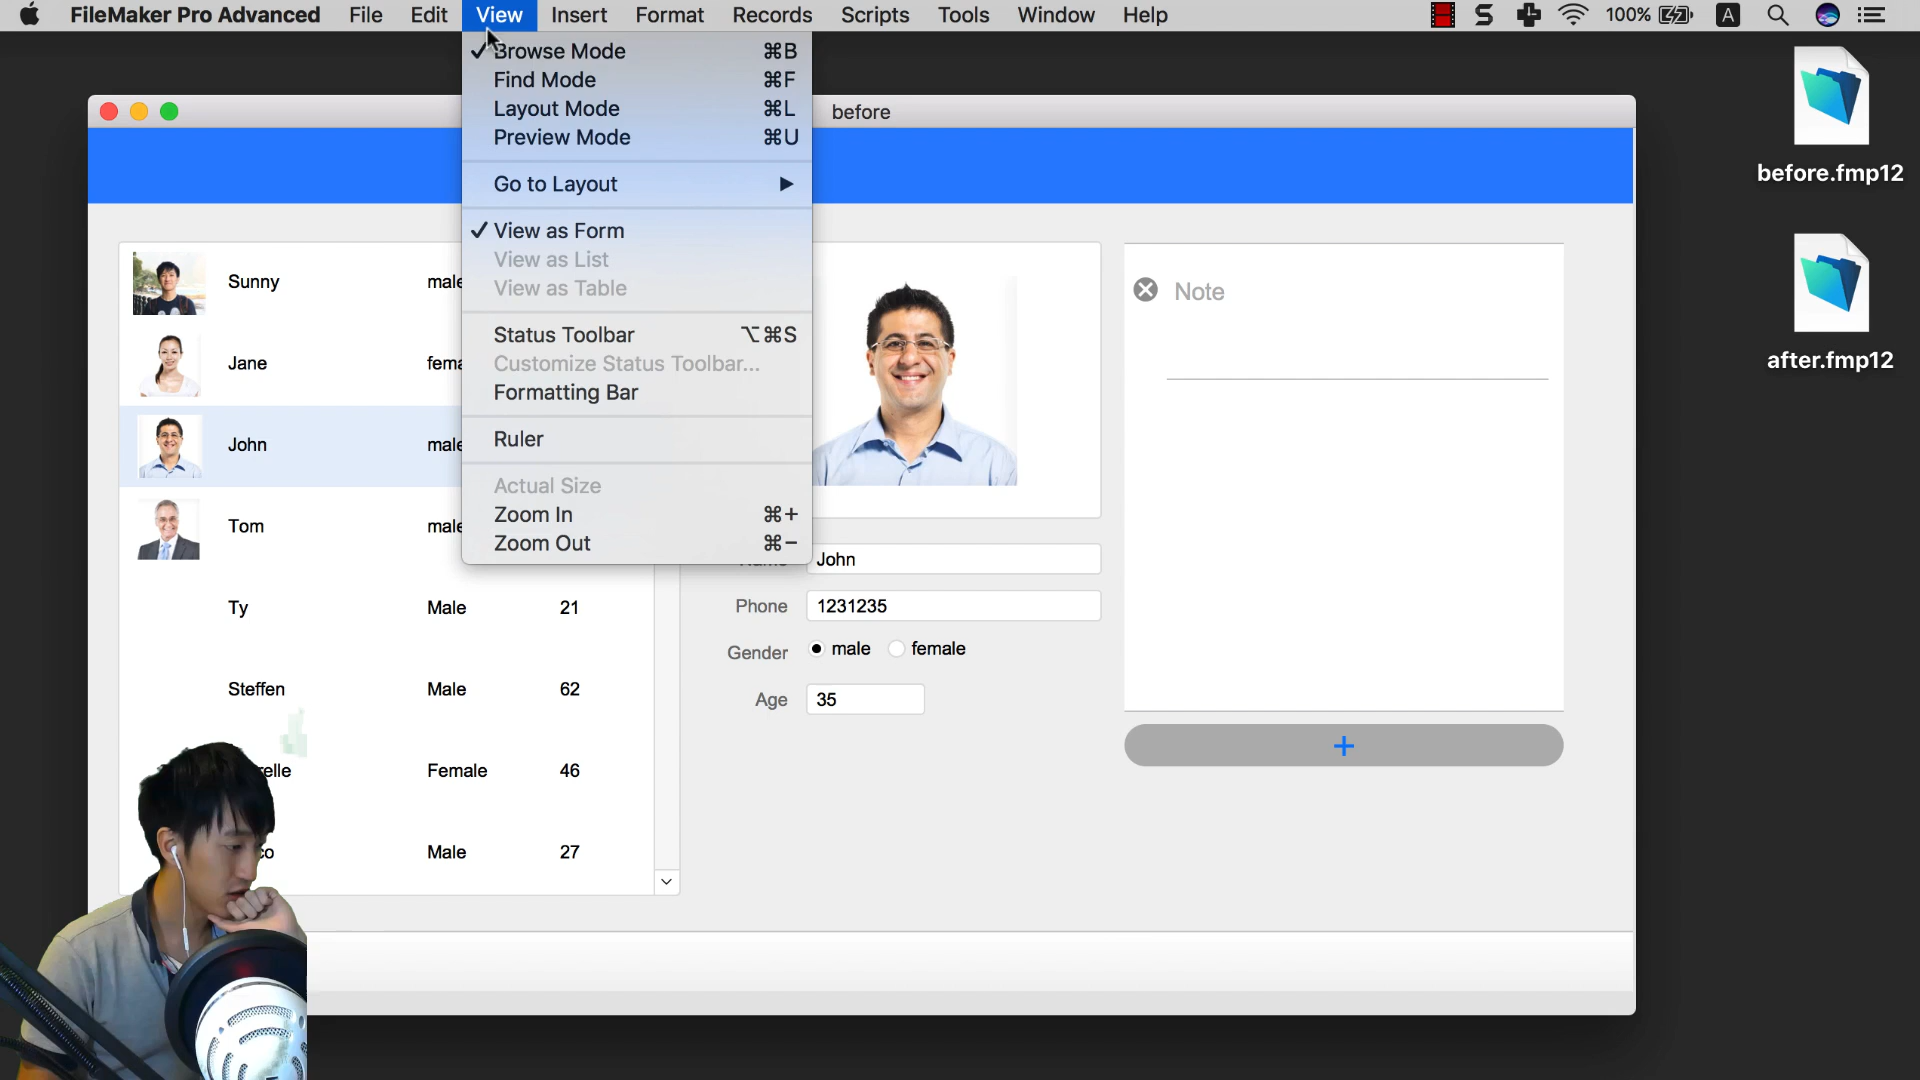 FileMaker Pro Advanced File Edit View Insert Format Records Scripts Tools Window Help 100% A
Browse Mode ⌘B
Find Mode ⌘F
Layout Mode ⌘L
Preview Mode ⌘U
Go to Layout
View as Form
View as List
View as Table
Status Toolbar ⌥⌘S
Customize Status Toolbar...
Formatting Bar
Ruler
Actual Size
Zoom In ⌘+
Zoom Out ⌘−
before
Sunny male
Jane
John male
Tom male
Ty Male 21
Steffen Male 62
Female 46
Male 27
Name John
Phone 1231235
Gender male female
Age 35
Note
+
before.fmp12
after.fmp12